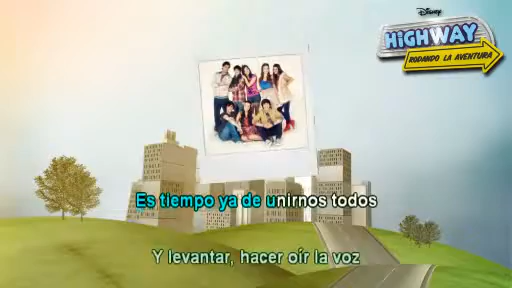 Disney
HiGHWAY
RODANDO LA AVENTURA
Es tiempo ya de unirnos todos
Y levantar, hacer oír la voz